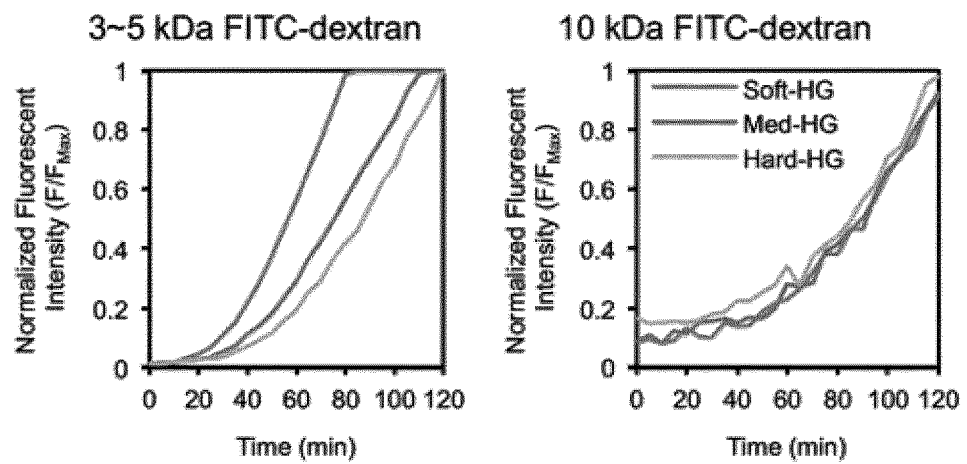 3~5 kDa FITC-dextran
Normalized Fluorescent
Intensity (F/FMax)
1
0.8
0.6
0.4
0.2
0
0 20 40 60 80 100 120
Time (min)
10 kDa FITC-dextran
Normalized Fluorescent
Intensity (F/FMax)
1
0.8
0.6
0.4
0.2
0
Soft-HG
Med-HG
Hard-HG
0 20 40 60 80 100 120
Time (min)